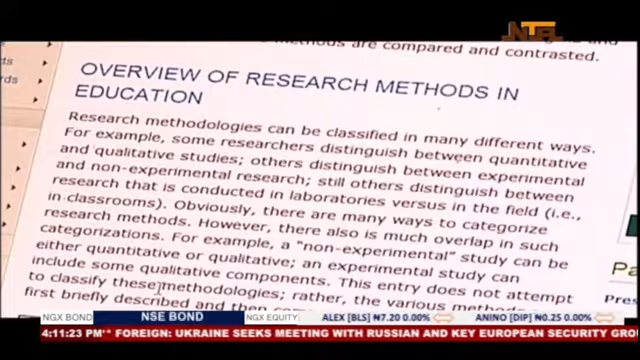 NTA
methods are compared and contrasted.
OVERVIEW OF RESEARCH METHODS IN
EDUCATION
Research methodologies can be classified in many different ways.
For example, some researchers distinguish between quantitative
and qualitative studies; others distinguish between experimental
and non-experimental research; still others distinguish between
research that is conducted in laboratories versus in the field (i.e.,
in classrooms). Obviously, there are many ways to categorize
research methods. However, there also is much overlap in such
categorizations. For example, a "non-experimental" study can be
either quantitative or qualitative; an experimental study can
include some qualitative components. This entry does not attempt
to classify these methodologies; rather, the various methods
first briefly described and then
NGX BOND NSE BOND NGX EQUITY ALEX [BLS] ₦7.20 0.00% ANINO [DIP] ₦0.25 0.00%
4:11:23 PM FOREIGN: UKRAINE SEEKS MEETING WITH RUSSIAN AND KEY EUROPEAN SECURITY